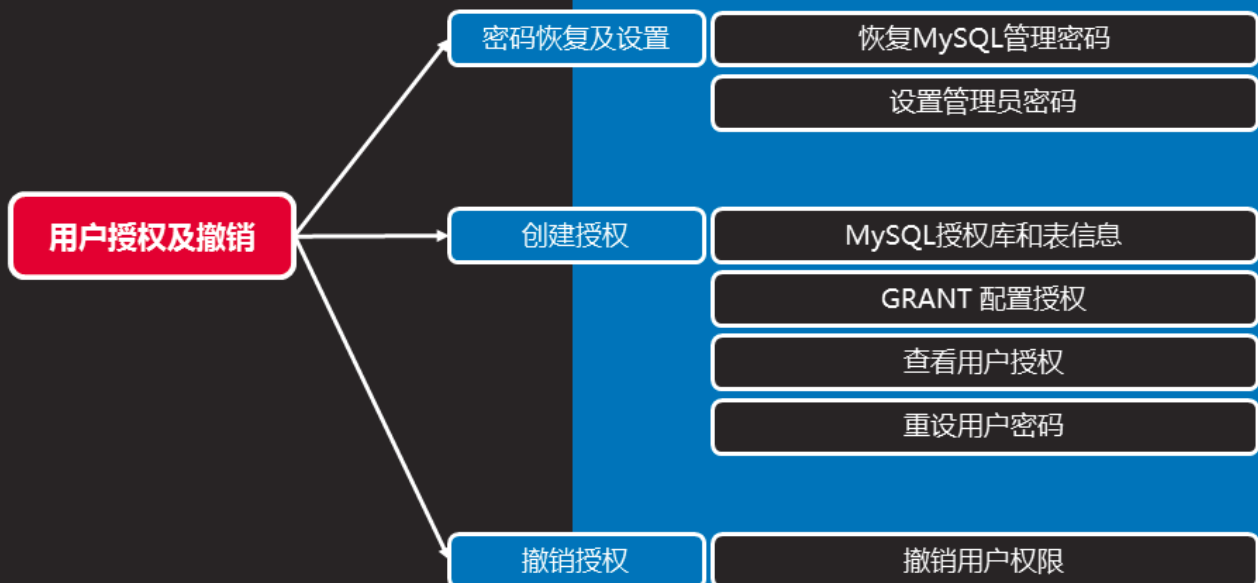 密码恢复及设置
恢复MySQL管理密码
设置管理员密码
用户授权及撤销
创建授权
MySQL授权库和表信息
GRANT 配置授权
查看用户授权
重设用户密码
撤销授权
撤销用户权限